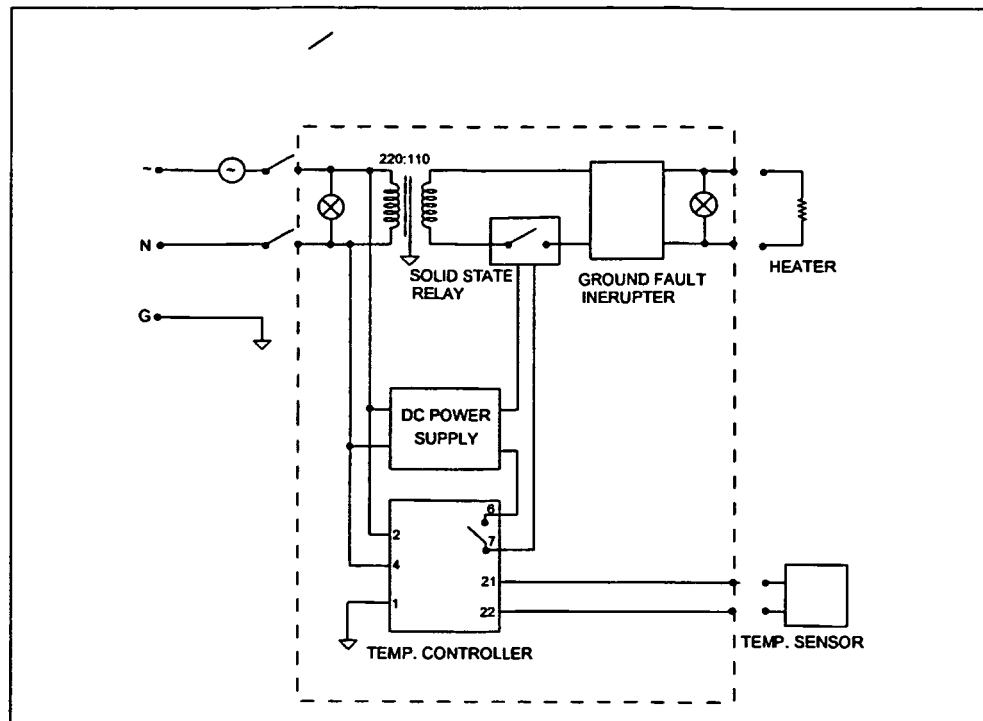 220:110
~
~
N
G
SOLID STATE
RELAY
GROUND FAULT
INERUPTER
HEATER
DC POWER
SUPPLY
6
7
2
4
1
21
22
TEMP. CONTROLLER
TEMP. SENSOR